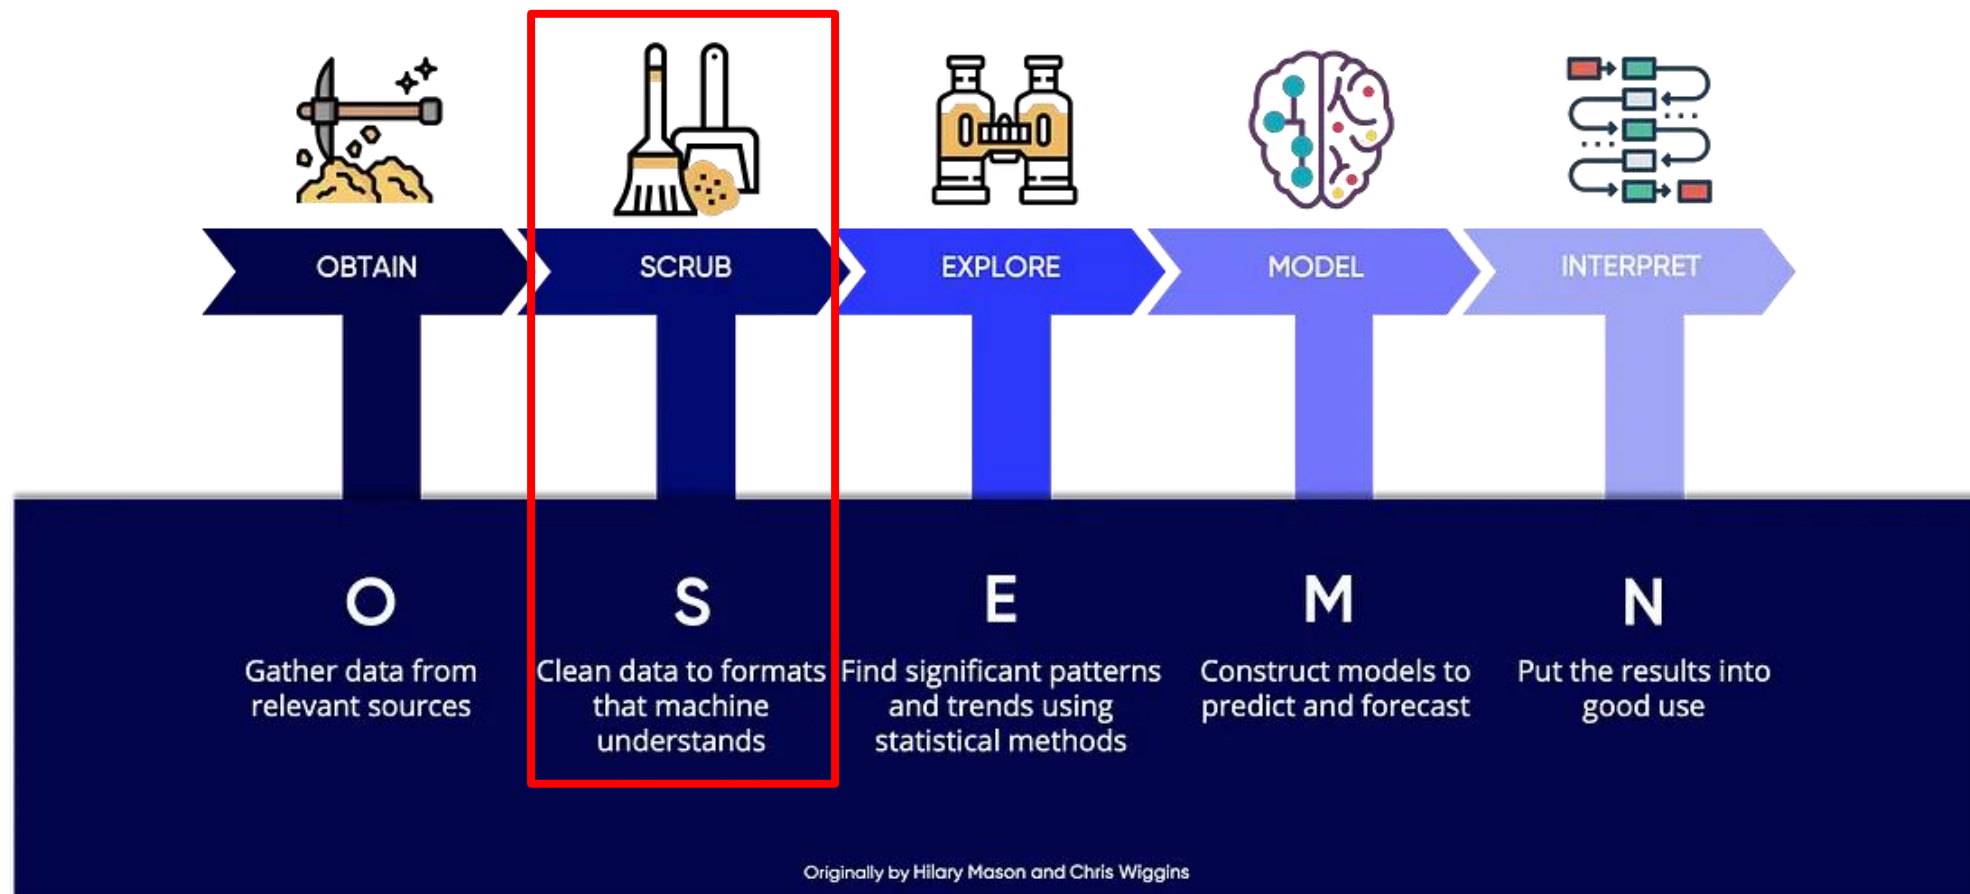 OBTAIN
SCRUB
EXPLORE
MODEL
INTERPRET
O
S
E
M
N
Gather data from
relevant sources
Clean data to formats
that machine
understands
Find significant patterns
and trends using
statistical methods
Construct models to
predict and forecast
Put the results into
good use
Originally by Hilary Mason and Chris Wiggins